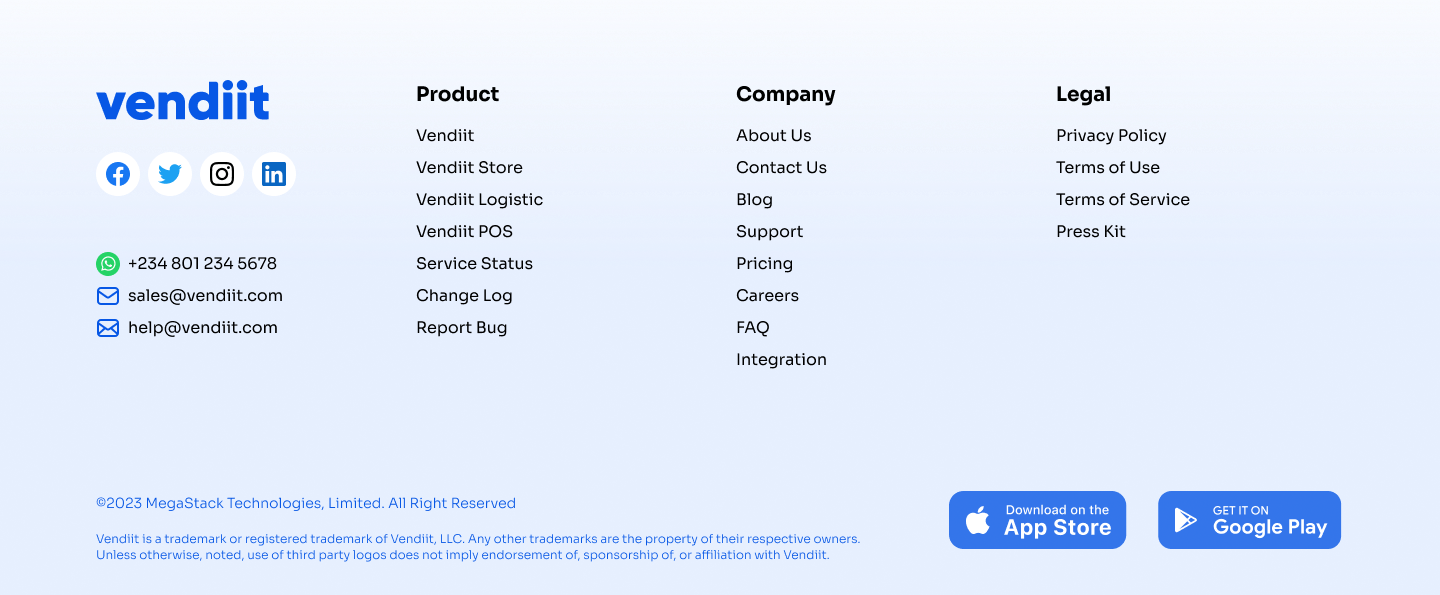 vendiit
+234 801 234 5678
sales@vendiit.com
help@vendiit.com
Product
Vendiit
Vendiit Store
Vendiit Logistic
Vendiit POS
Service Status
Change Log
Report Bug
Company
About Us
Contact Us
Blog
Support
Pricing
Careers
FAQ
Integration
Legal
Privacy Policy
Terms of Use
Terms of Service
Press Kit
©2023 MegaStack Technologies, Limited. All Right Reserved
Vendiit is a trademark or registered trademark of Vendiit, LLC. Any other trademarks are the property of their respective owners.
Unless otherwise, noted, use of third party logos does not imply endorsement of, sponsorship of, or affiliation with Vendiit.
Download on the
App Store
GET IT ON
Google Play